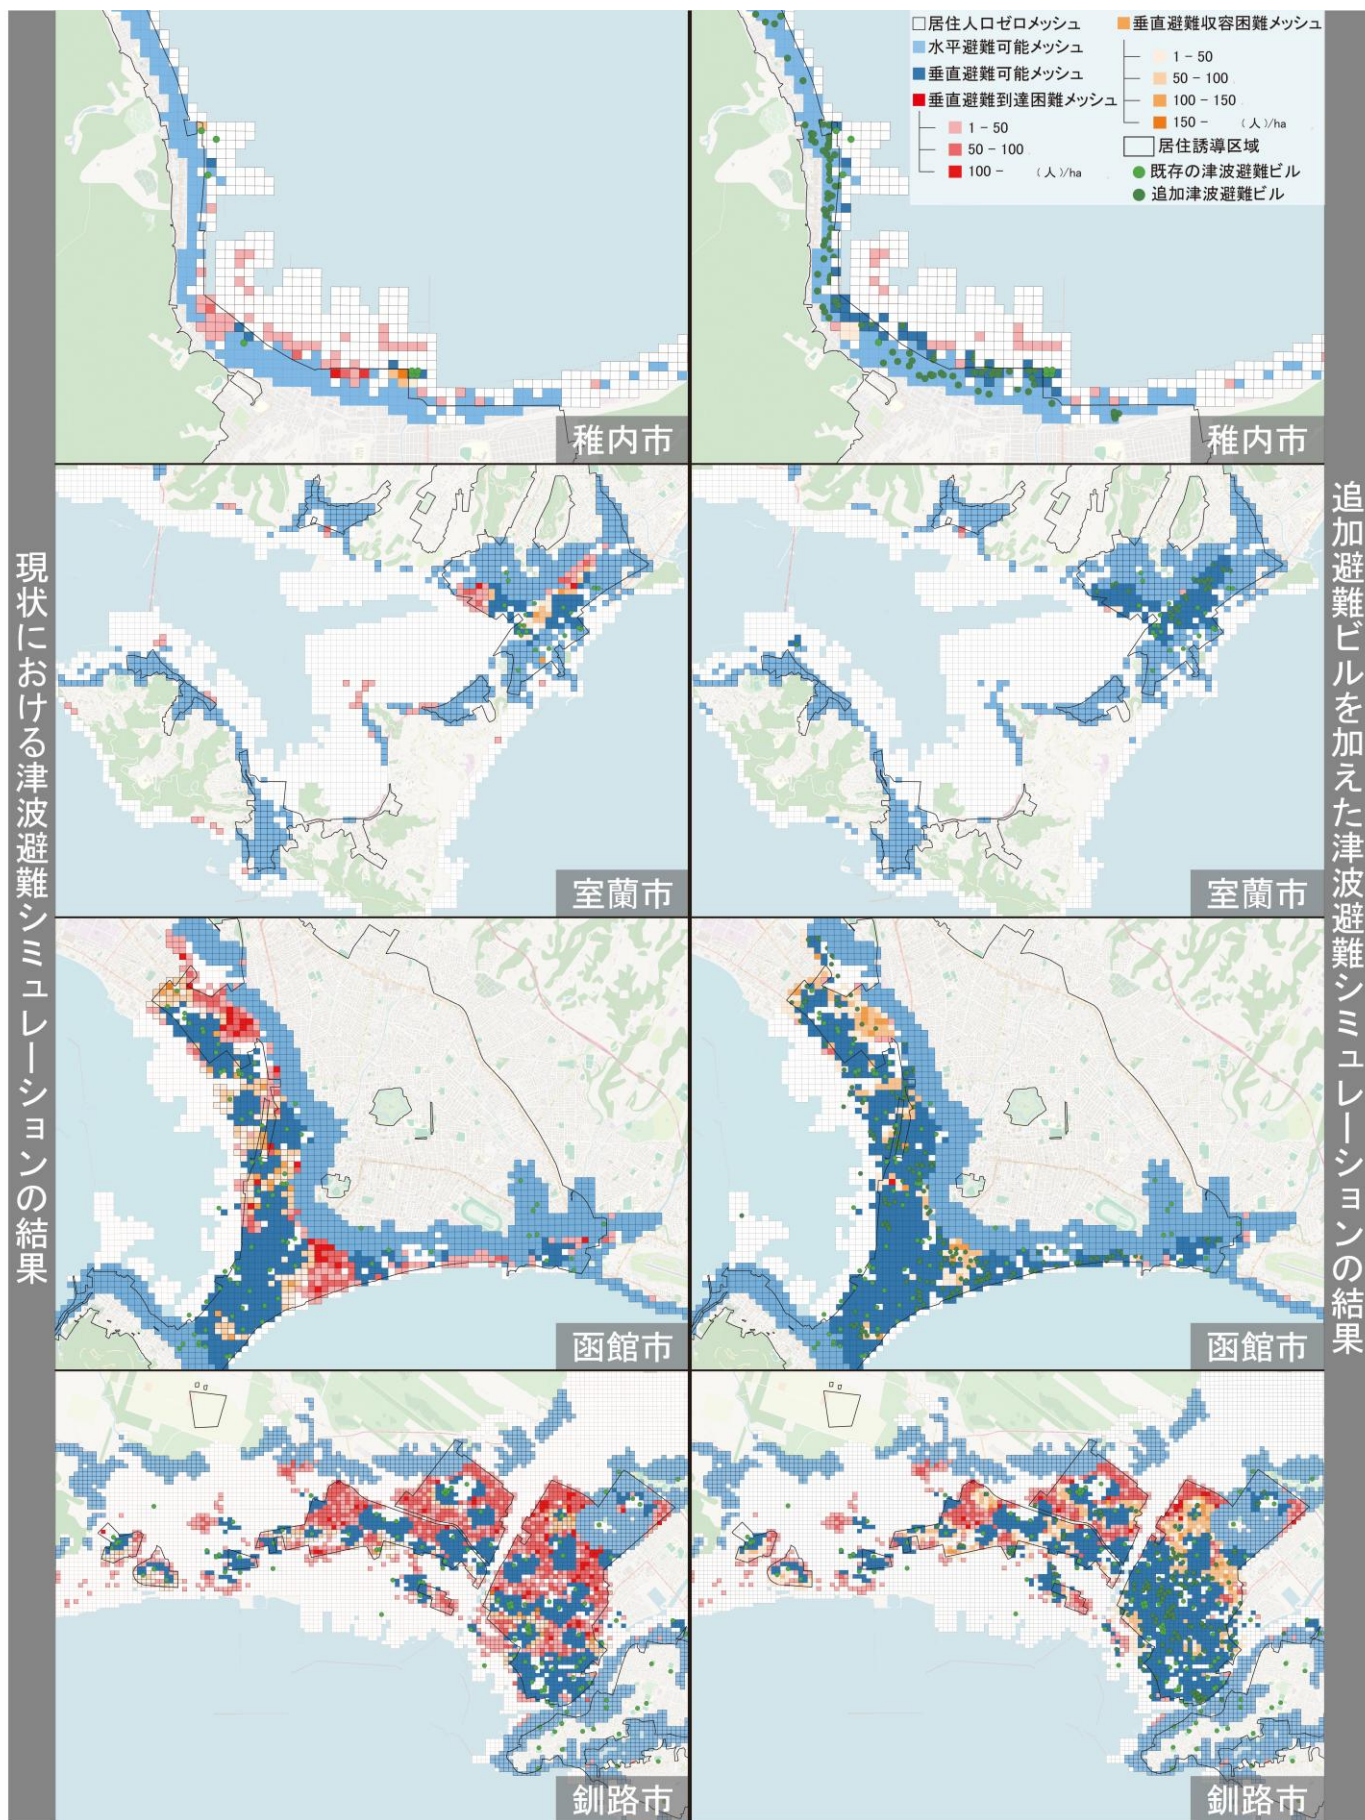 居住人口ゼロメッシュ
水平避難可能メッシュ
垂直避難可能メッシュ
垂直避難到達困難メッシュ
1 - 50
50 - 100
100 - (人)/ha
垂直避難収容困難メッシュ
1 - 50
50 - 100
100 - 150
150 - (人)/ha
居住誘導区域
既存の津波避難ビル
追加津波避難ビル
現状における津波避難シミュレーションの結果
追加避難ビルを加えた津波避難シミュレーションの結果
稚内市
稚内市
室蘭市
室蘭市
函館市
函館市
釧路市
釧路市